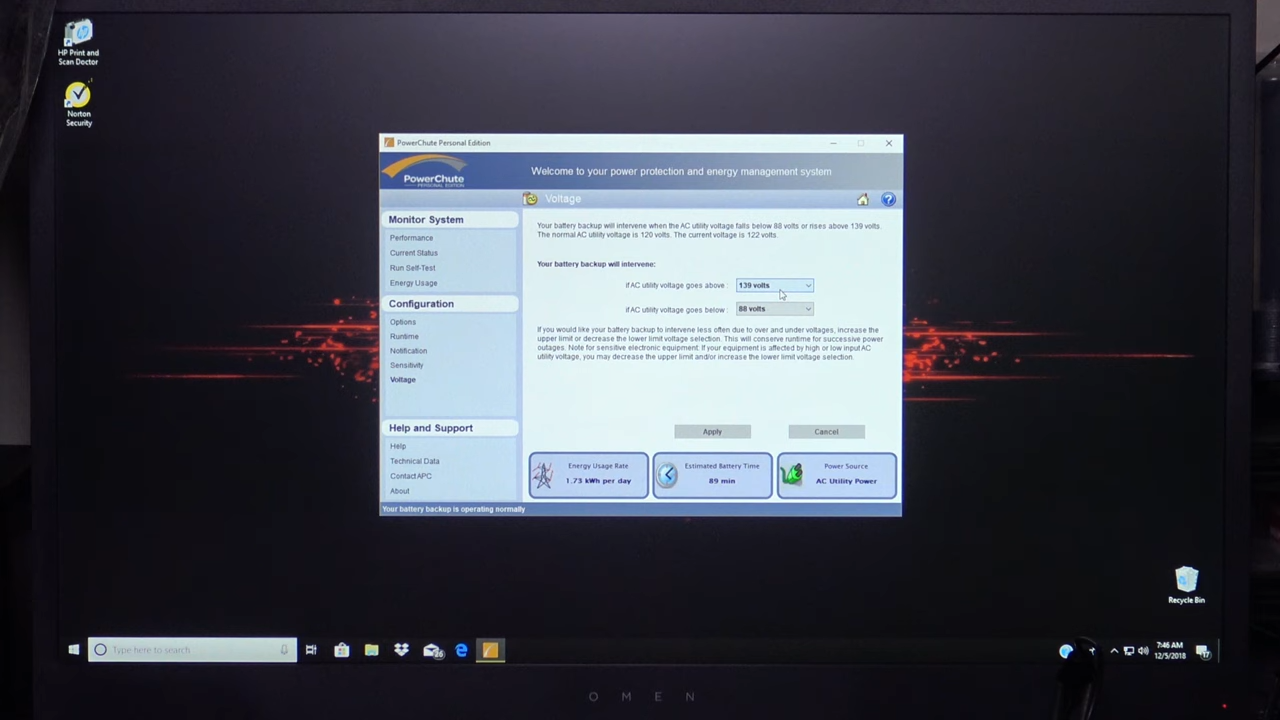 HP Print and
Scan Doctor
Norton
Security
PowerChute Personal Edition
PowerChute
PERSONAL EDITION
Welcome to your power protection and energy management system
Voltage
Monitor System
Performance
Current Status
Run Self-Test
Energy Usage
Configuration
Options
Runtime
Notification
Sensitivity
Voltage
Help and Support
Help
Technical Data
Contact APC
About
Your battery backup will intervene when the AC utility voltage falls below 88 volts or rises above 139 volts.
The normal AC utility voltage is 120 volts. The current voltage is 122 volts.
Your battery backup will intervene:
if AC utility voltage goes above : 139 volts
if AC utility voltage goes below : 88 volts
If you would like your battery backup to intervene less often due to over and under voltages, increase the
upper limit or decrease the lower limit voltage selection. This will conserve runtime for successive power
outages. Note for sensitive electronic equipment: If your equipment is affected by high or low input AC
utility voltage, you may decrease the upper limit and/or increase the lower limit voltage selection.
Apply Cancel
Energy Usage Rate
1.73 kWh per day
Estimated Battery Time
89 min
Power Source
AC Utility Power
Your battery backup is operating normally
Recycle Bin
Type here to search
7:46 AM
12/5/2018
OMEN